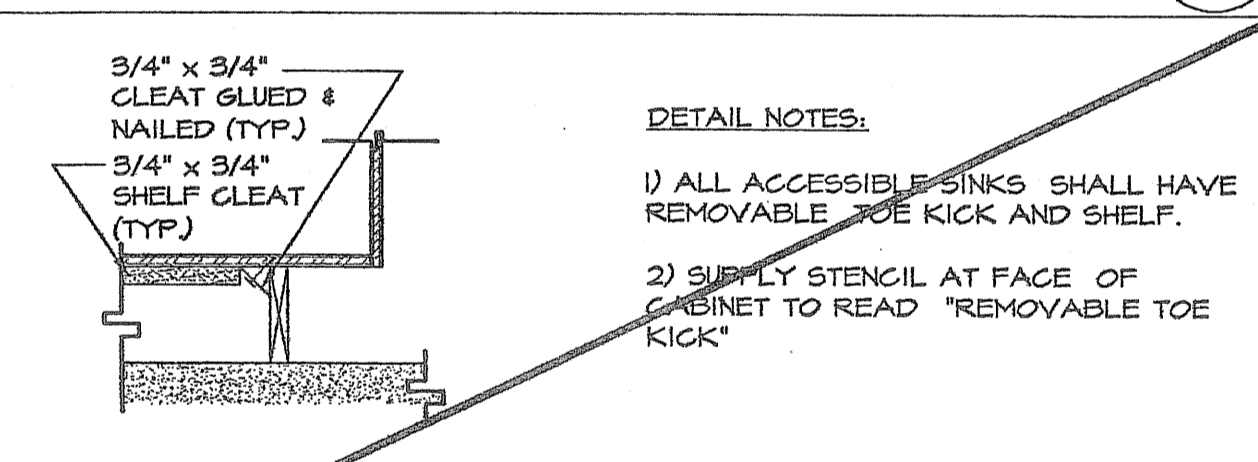 3/4" x 3/4"
CLEAT GLUED &
NAILED (TYP.)
3/4" x 3/4"
SHELF CLEAT
(TYP.)
DETAIL NOTES:
1) ALL ACCESSIBLE SINKS SHALL HAVE
REMOVABLE TOE KICK AND SHELF.
2) SUPPLY STENCIL AT FACE OF
CABINET TO READ "REMOVABLE TOE
KICK"